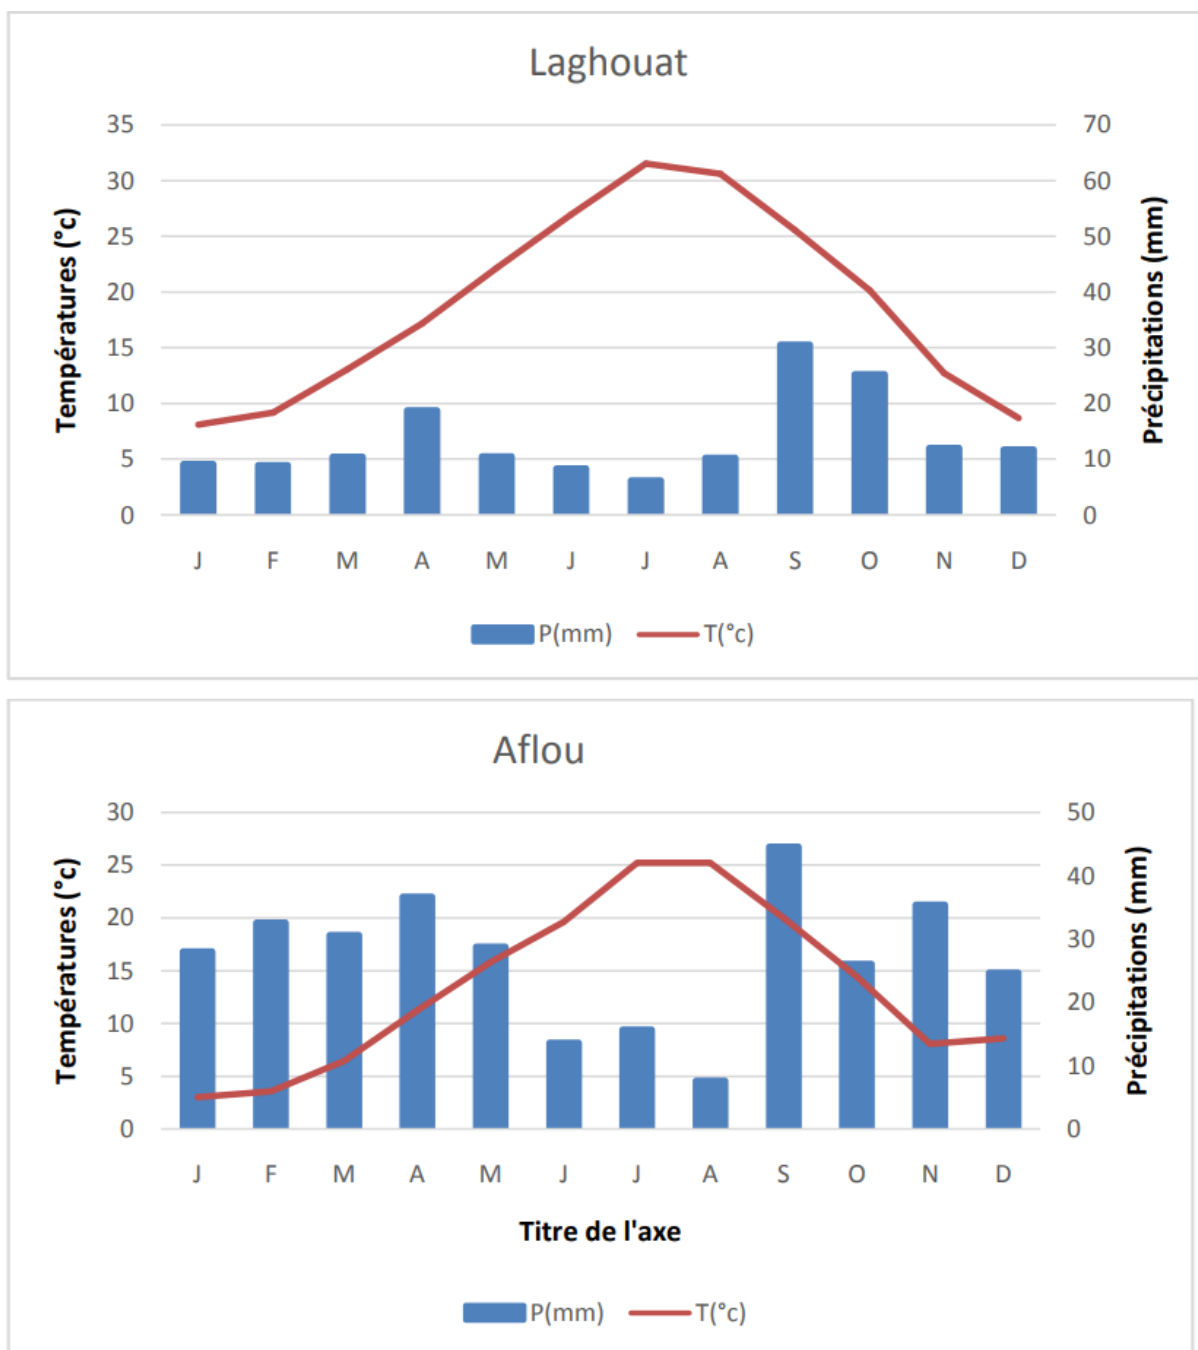 Laghouat
35
30
25
20
15
10
5
0
Températures (°c)
70
60
50
40
30
20
10
0
Précipitations (mm)
J F M A M J J A S O N D
P(mm) T(°c)
Aflou
30
25
20
15
10
5
0
Températures (°c)
50
40
30
20
10
0
Précipitations (mm)
J F M A M J J A S O N D
Titre de l'axe
P(mm) T(°c)